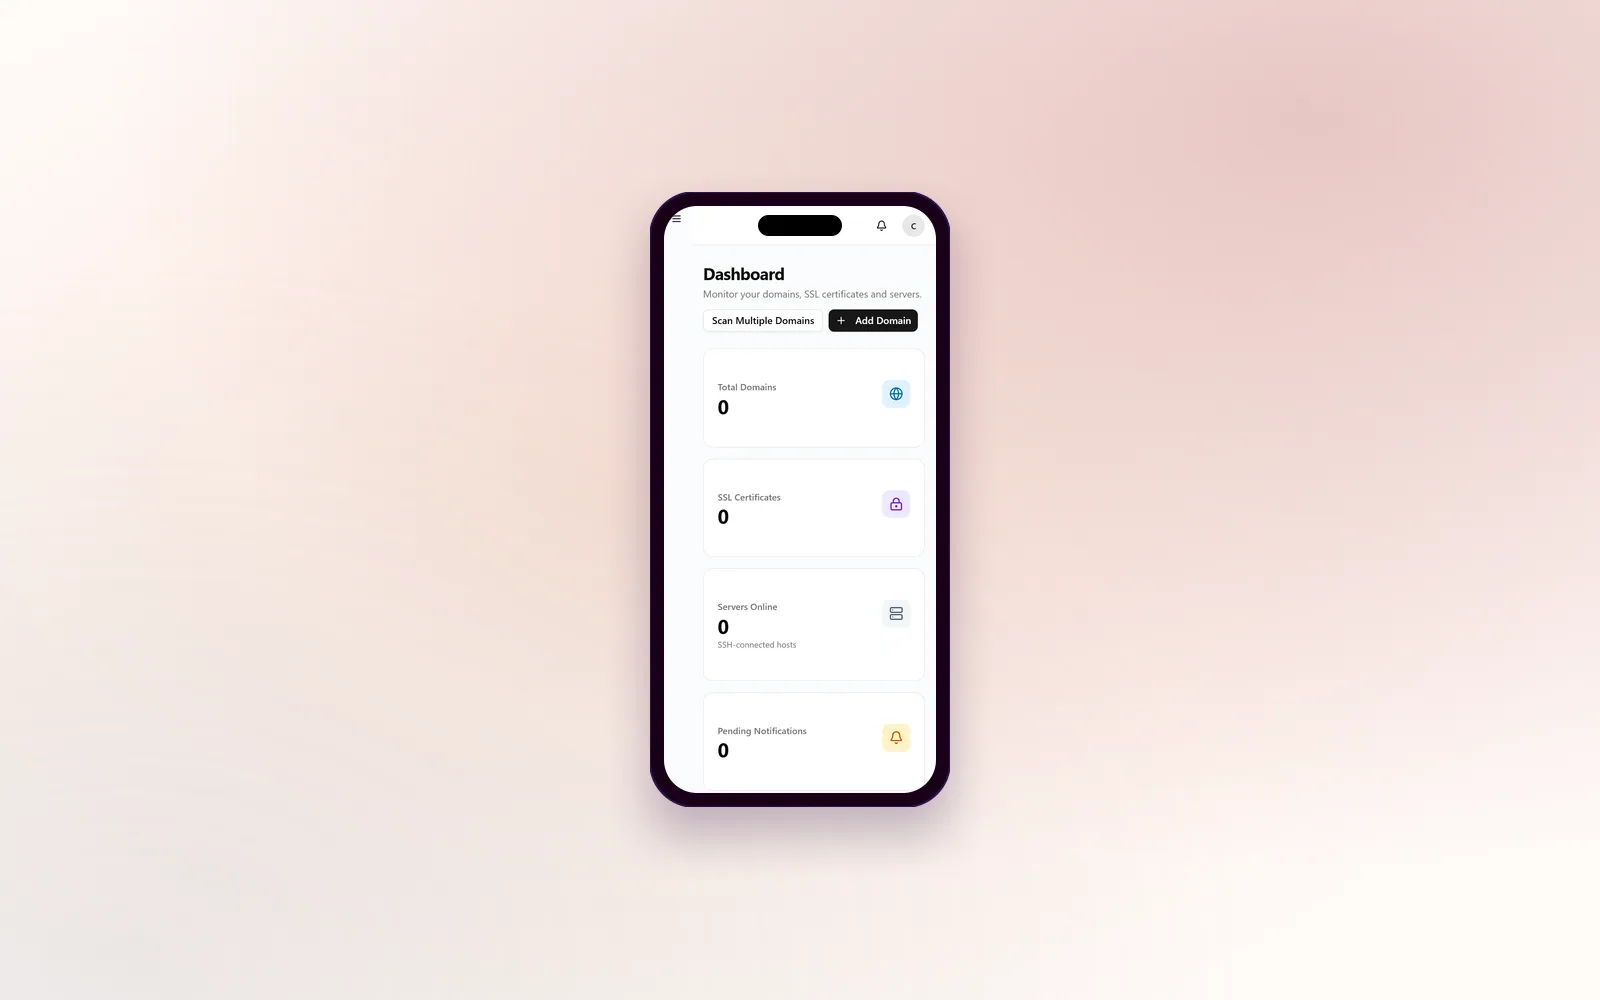 C
Dashboard
Monitor your domains, SSL certificates and servers.
Scan Multiple Domains
Add Domain
Total Domains
0
SSL Certificates
0
Servers Online
0
SSH-connected hosts
Pending Notifications
0